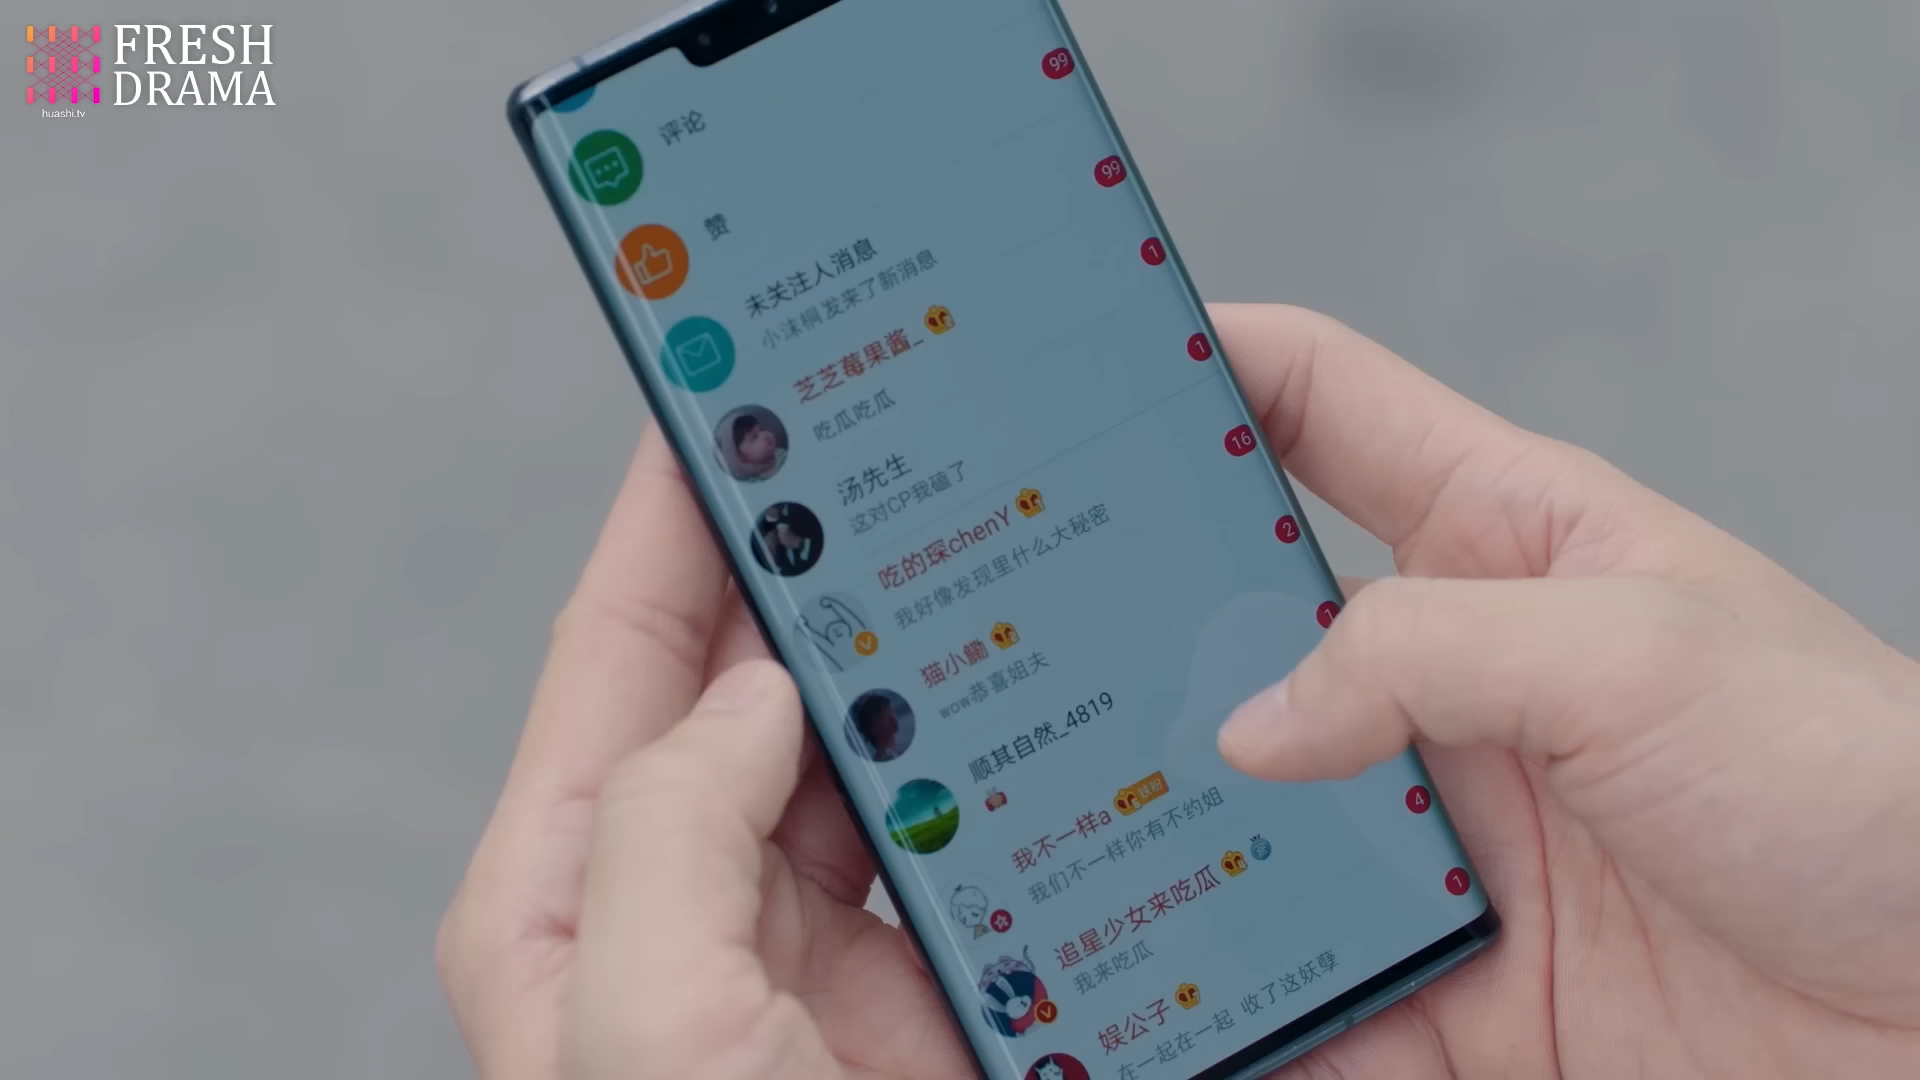 FRESH
DRAMA
huashi.tv
评论
99
赞
99
未关注人消息
小沫桐发来了新消息
1
芝芝莓果酱_
吃瓜吃瓜
1
汤先生
这对CP我磕了
16
吃的琛chenY
我好像发现里什么大秘密
2
猫小鋤
wow恭喜姐夫
1
顺其自然_4819
我不一样a
铁粉
我们不一样你有不约姐
4
追星少女来吃瓜
我来吃瓜
1
娱公子
在一起在一起 收了这妖孽